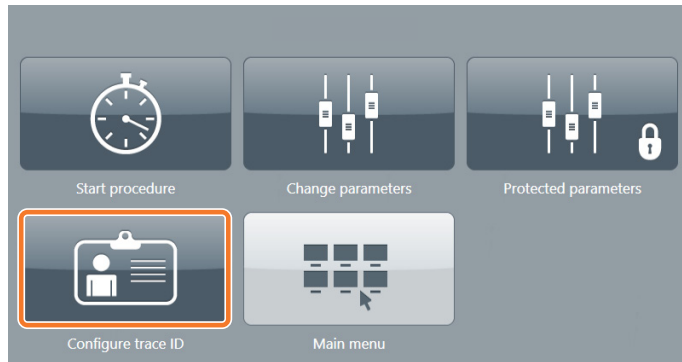 Start procedure
Change parameters
Protected parameters
Configure trace ID
Main menu